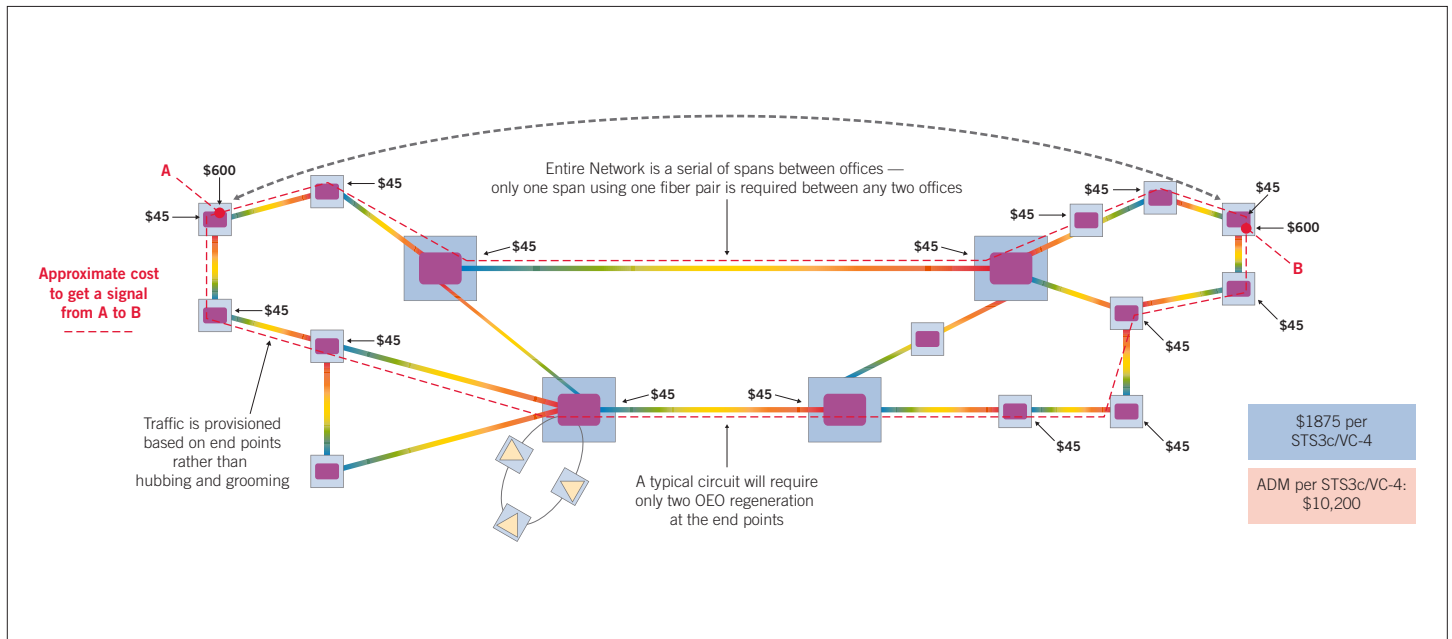 A
$600
$45
$45
Entire Network is a serial of spans between offices —
only one span using one fiber pair is required between any two offices
$45
$45
$45
$45
$45
$600
B
Approximate cost
to get a signal
from A to B
$45
$45
$45
$45
$45
$45
Traffic is provisioned
based on end points
rather than
hubbing and grooming
A typical circuit will require
only two OEO regeneration
at the end points
$45
$45
$1875 per
STS3c/VC-4
ADM per STS3c/VC-4:
$10,200